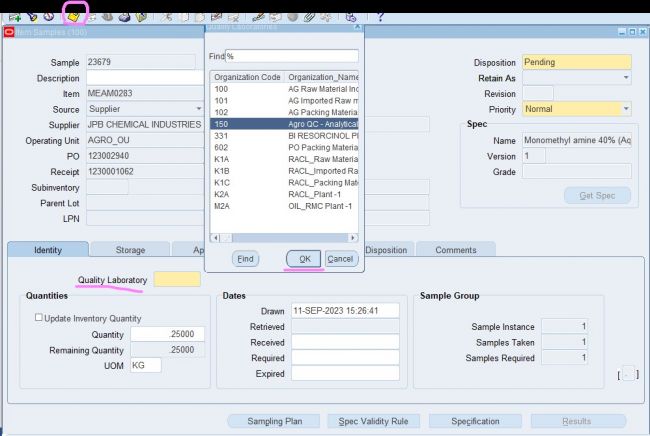 Item Samples (100)
Quality Laboratories
Sample 23679
Description
Item MEAM0283
Source Supplier
Supplier JPB CHEMICAL INDUSTRIES
Operating Unit AGRO_OU
PO 123002940
Receipt 1230001062
Subinventory
Parent Lot
LPN
Find %
Organization Code Organization_Name
100 AG Raw Material Inc
101 AG Imported Raw m
102 AG Packing Material
150 Agro QC - Analytical
331 BI RESORCINOL P
602 PO Packing Materia
K1A RACL_Raw Materia
K1B RACL_Imported Ra
K1C RACL_Packing Mate
K2A RACL_Plant -1
M2A OIL_RMC Plant -1
Find OK Cancel
Disposition Pending
Retain As
Revision
Priority Normal
Spec
Name Monomethyl amine 40% (Aq
Version 1
Grade
Get Spec
Identity Storage Ap Disposition Comments
Quality Laboratory
Quantities
Update Inventory Quantity
Quantity .25000
Remaining Quantity .25000
UOM KG
Dates
Drawn 11-SEP-2023 15:26:41
Retrieved
Received
Required
Expired
Sample Group
Sample Instance 1
Samples Taken 1
Samples Required 1
[ . ]
Sampling Plan Spec Validity Rule Specification Results